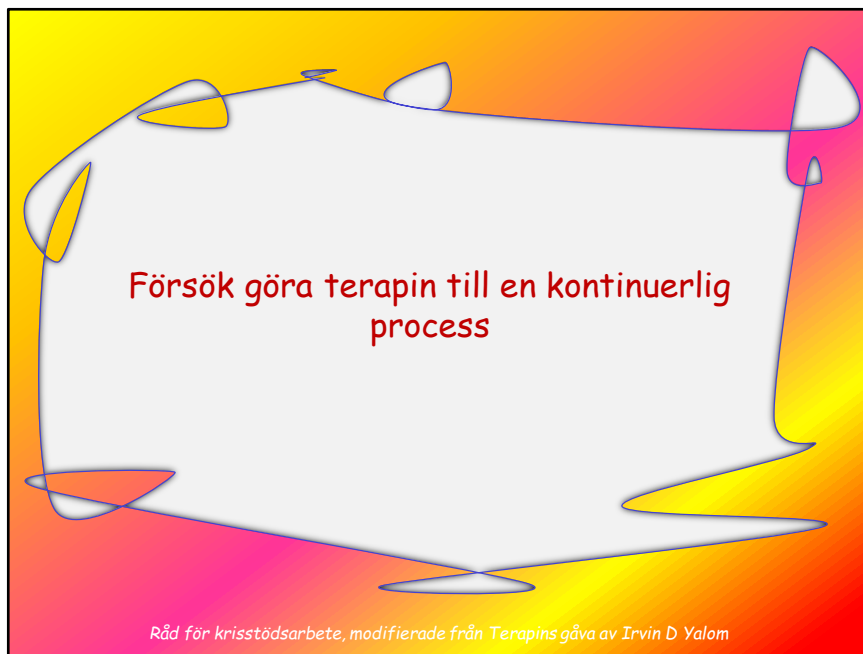 Försök göra terapin till en kontinuerlig
process
Råd för krisstödsarbete, modifierade från Terapins gåva av Irvin D Yalom